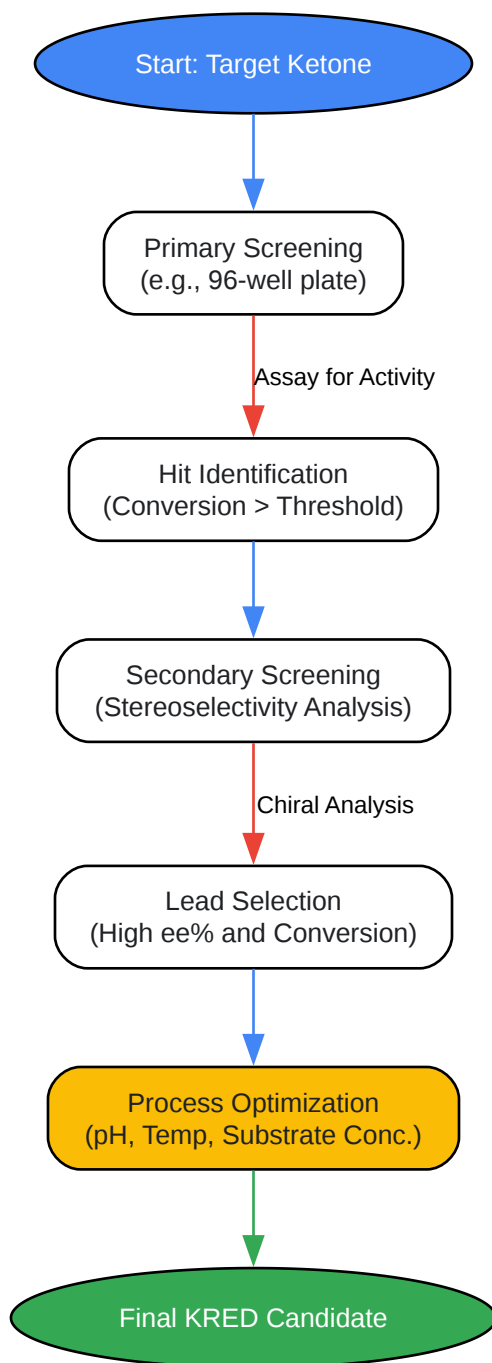 Start: Target Ketone
Primary Screening
(e.g., 96-well plate)
Assay for Activity
Hit Identification
(Conversion > Threshold)
Secondary Screening
(Stereoselectivity Analysis)
Chiral Analysis
Lead Selection
(High ee% and Conversion)
Process Optimization
(pH, Temp, Substrate Conc.)
Final KRED Candidate